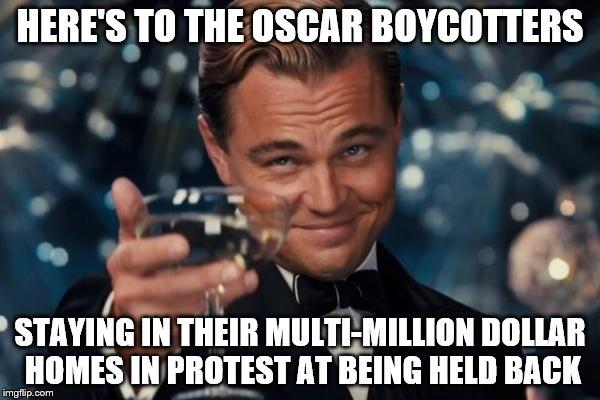 HERE'S TO THE OSCAR BOYCOTTERS
STAYING IN THEIR MULTI-MILLION DOLLAR
HOMES IN PROTEST AT BEING HELD BACK
imgflip.com